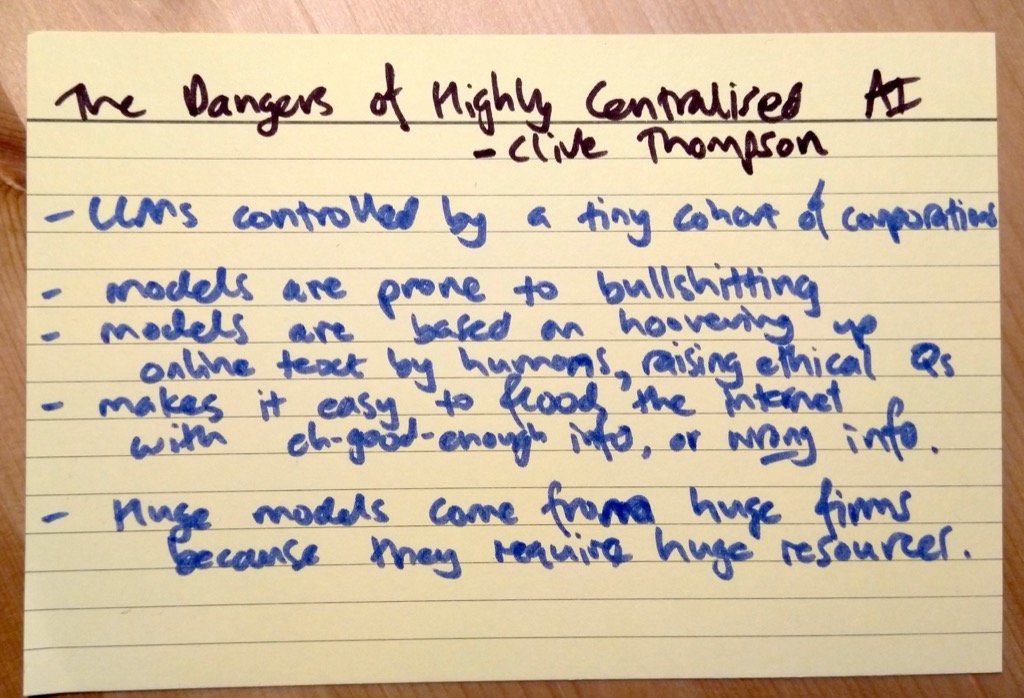 The Dangers of Highly Centralised AI
- Clive Thompson
- LLMs controlled by a tiny cohort of corporations
- models are prone to bullshitting
- models are based on hoovering up
online text by humans, raising ethical Qs
- makes it easy to flood the internet
with eh-good-enough info, or wrong info.
- Huge models come from huge firms
because they require huge resources.